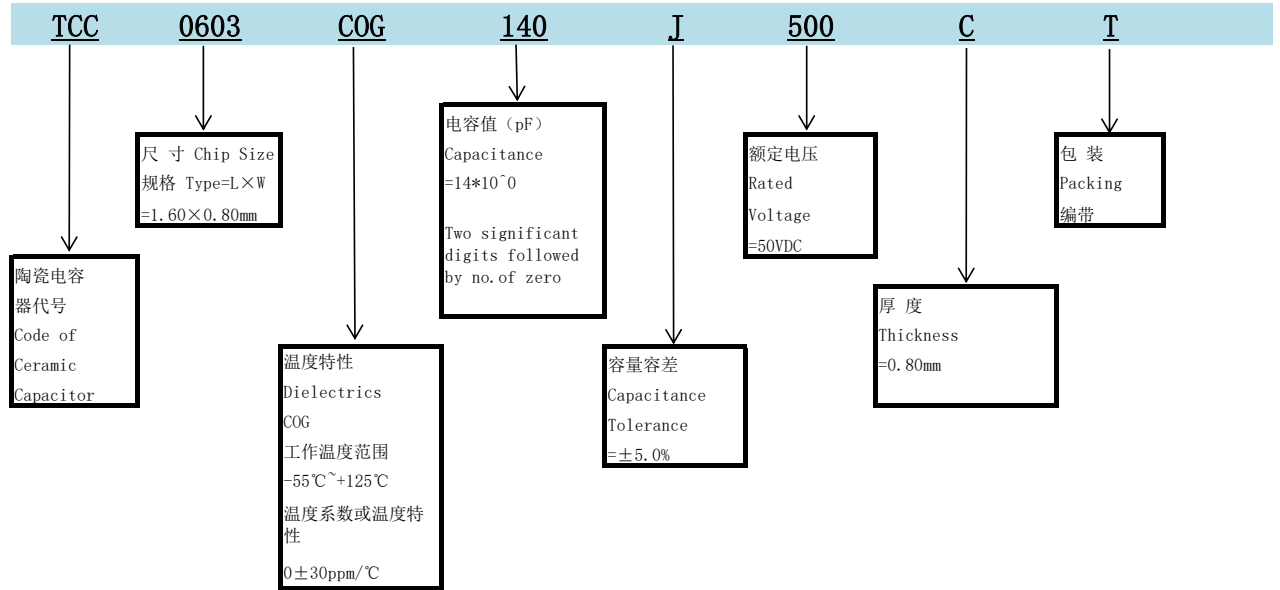 TCC 0603 COG 140 J 500 C T
陶瓷电容
器代号
Code of
Ceramic
Capacitor
尺 寸 Chip Size
规格 Type=L×W
=1.60×0.80mm
温度特性
Dielectrics
COG
工作温度范围
-55℃~+125℃
温度系数或温度特
性
0±30ppm/℃
电容值（pF）
Capacitance
=14*10^0
Two significant
digits followed
by no.of zero
容量容差
Capacitance
Tolerance
=±5.0%
额定电压
Rated
Voltage
=50VDC
厚 度
Thickness
=0.80mm
包 装
Packing
编带